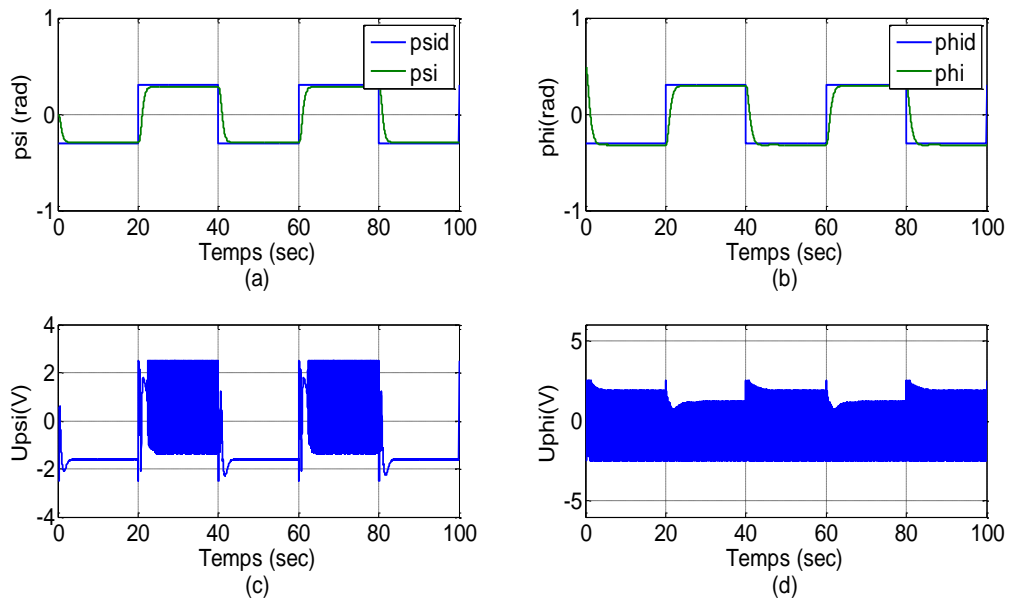 1
0
-1
psi (rad)
psid
psi
0 20 40 60 80 100
Temps (sec)
(a)
1
0
-1
phi(rad)
phid
phi
0 20 40 60 80 100
Temps (sec)
(b)
4
2
0
-2
-4
Upsi(V)
0 20 40 60 80 100
Temps (sec)
(c)
5
0
-5
Uphi(V)
0 20 40 60 80 100
Temps (sec)
(d)